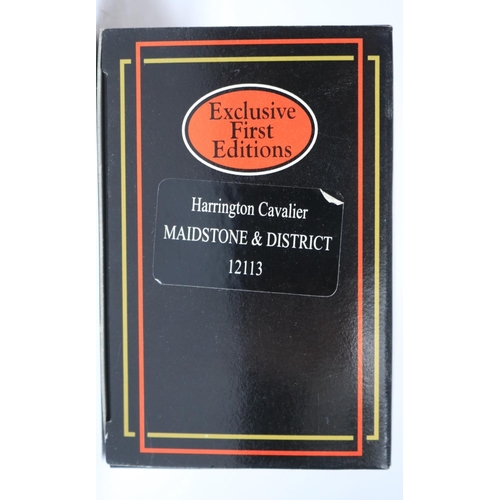 Exclusive
First
Editions
Harrington Cavalier
MAIDSTONE & DISTRICT
12113